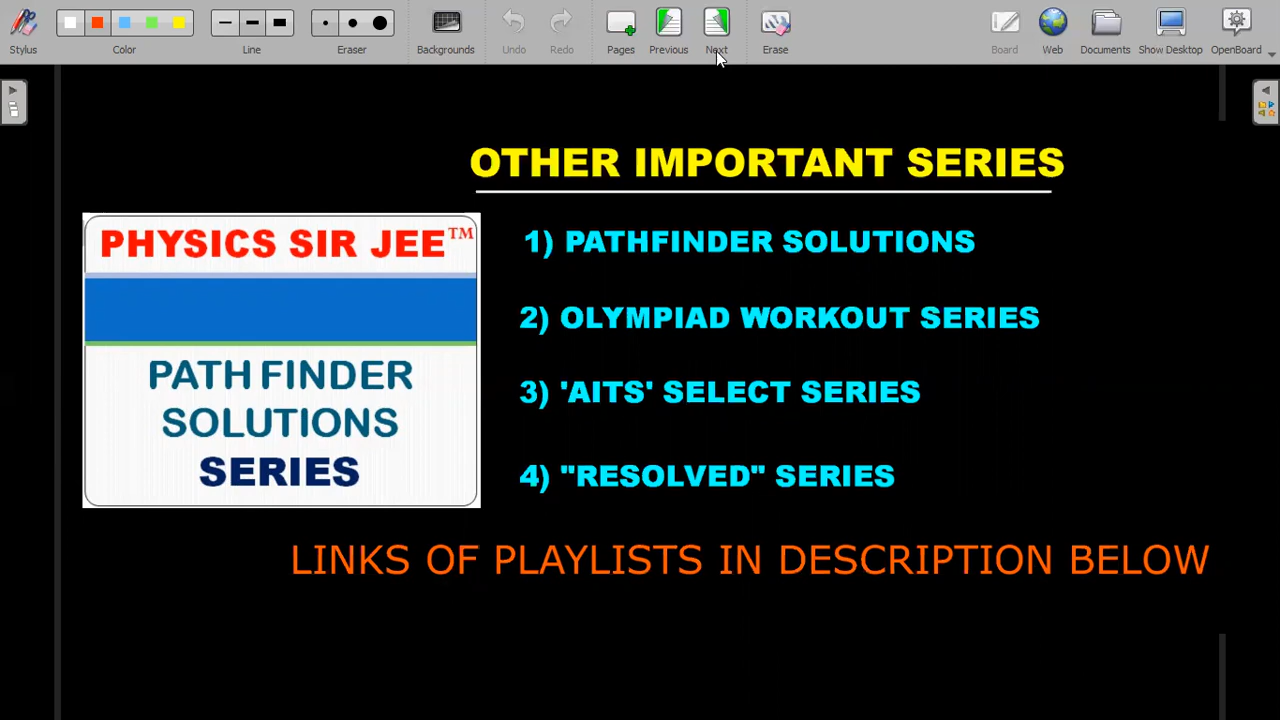 Stylus
Color
Line
Eraser
Backgrounds
Undo
Redo
Pages
Previous
Next
Erase
Board
Web
Documents
Show Desktop
OpenBoard
OTHER IMPORTANT SERIES
PHYSICS SIR JEE™
PATH FINDER
SOLUTIONS
SERIES
1) PATHFINDER SOLUTIONS
2) OLYMPIAD WORKOUT SERIES
3) 'AITS' SELECT SERIES
4) "RESOLVED" SERIES
LINKS OF PLAYLISTS IN DESCRIPTION BELOW